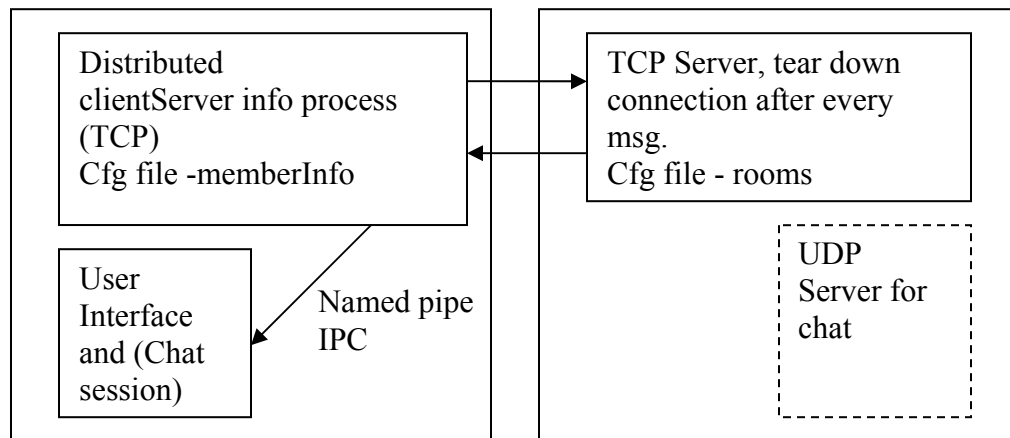 Distributed
clientServer info process
(TCP)
Cfg file -memberInfo
TCP Server, tear down
connection after every
msg.
Cfg file - rooms
User
Interface
and (Chat
session)
Named pipe
IPC
UDP
Server for
chat